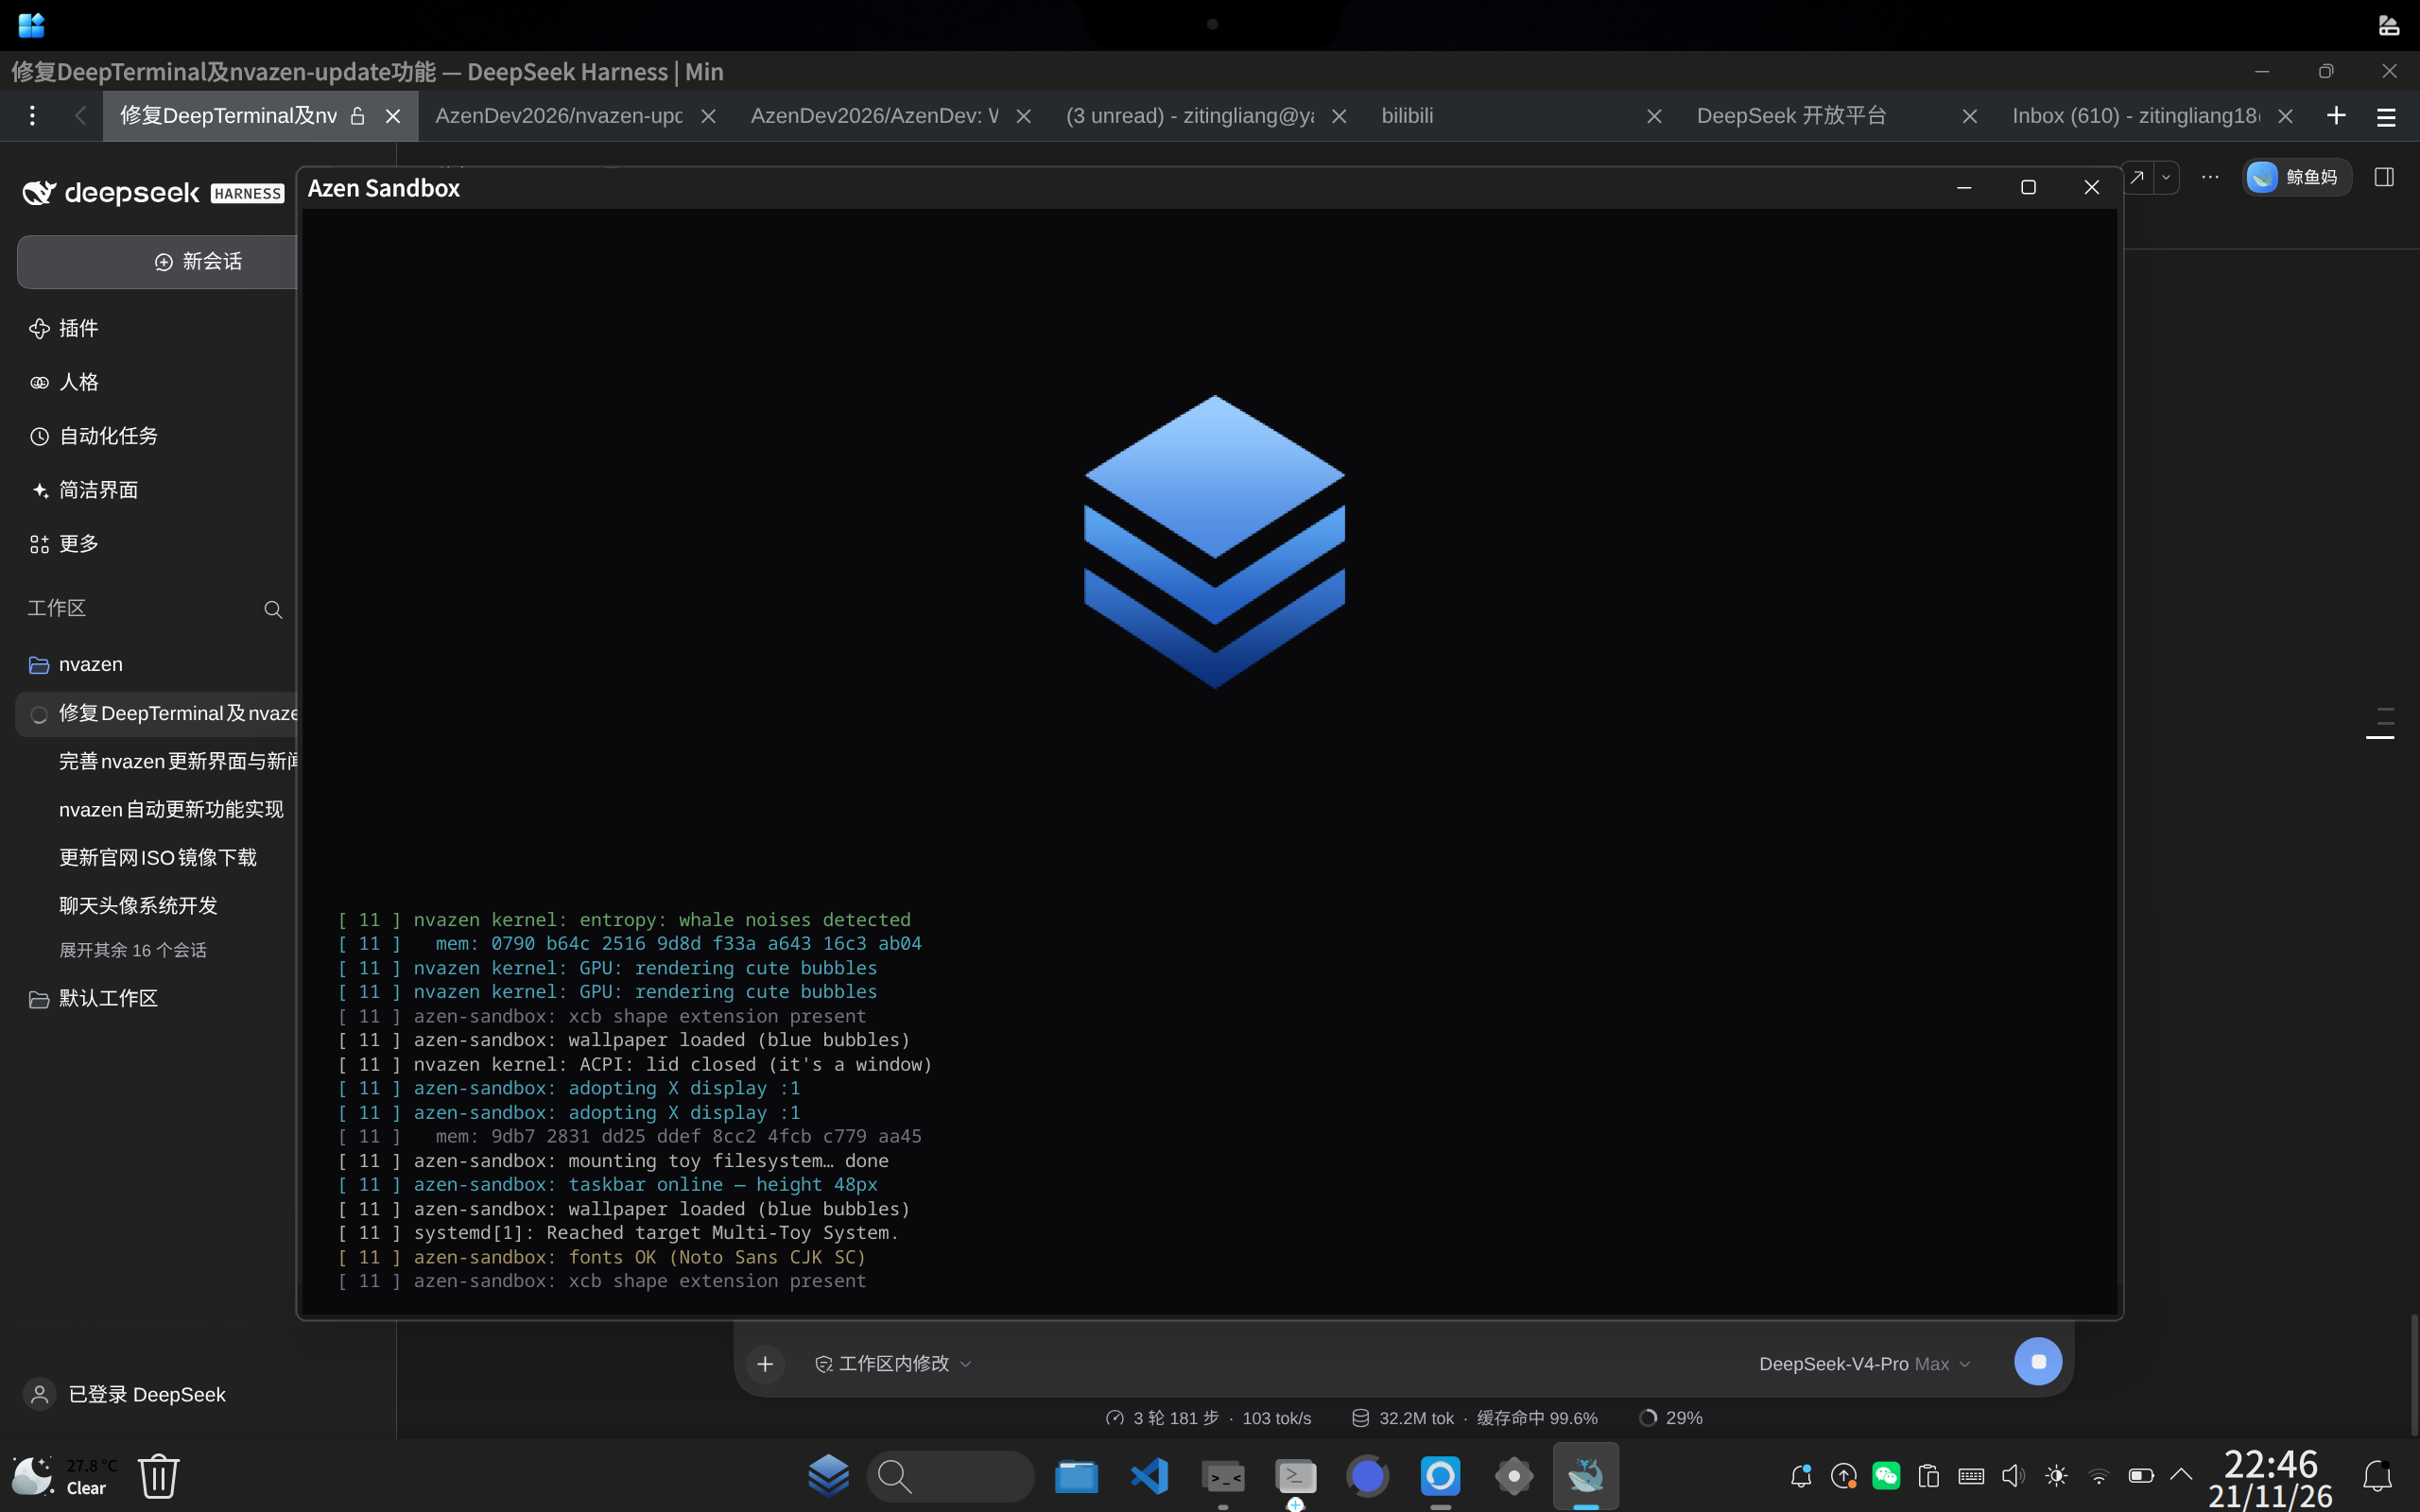 修复DeepTerminal及nvazen-update功能 — DeepSeek Harness | Min
修复DeepTerminal及nv
AzenDev2026/nvazen-upd
AzenDev2026/AzenDev: W
(3 unread) - zitingliang@ya
bilibili
DeepSeek 开放平台
Inbox (610) - zitingliang18
deepseek HARNESS
Azen Sandbox
鲸鱼妈
新会话
插件
人格
自动化任务
简洁界面
更多
工作区
nvazen
修复DeepTerminal及nvaze
完善nvazen更新界面与新闻
nvazen自动更新功能实现
更新官网ISO镜像下载
聊天头像系统开发
展开其余 16 个会话
默认工作区
[ 11 ] nvazen kernel: entropy: whale noises detected
[ 11 ]   mem: 0790 b64c 2516 9d8d f33a a643 16c3 ab04
[ 11 ] nvazen kernel: GPU: rendering cute bubbles
[ 11 ] nvazen kernel: GPU: rendering cute bubbles
[ 11 ] azen-sandbox: xcb shape extension present
[ 11 ] azen-sandbox: wallpaper loaded (blue bubbles)
[ 11 ] nvazen kernel: ACPI: lid closed (it's a window)
[ 11 ] azen-sandbox: adopting X display :1
[ 11 ] azen-sandbox: adopting X display :1
[ 11 ]   mem: 9db7 2831 dd25 ddef 8cc2 4fcb c779 aa45
[ 11 ] azen-sandbox: mounting toy filesystem… done
[ 11 ] azen-sandbox: taskbar online — height 48px
[ 11 ] azen-sandbox: wallpaper loaded (blue bubbles)
[ 11 ] systemd[1]: Reached target Multi-Toy System.
[ 11 ] azen-sandbox: fonts OK (Noto Sans CJK SC)
[ 11 ] azen-sandbox: xcb shape extension present
工作区内修改
DeepSeek-V4-Pro Max
已登录 DeepSeek
3 轮 181 步 · 103 tok/s
32.2M tok · 缓存命中 99.6%
29%
27.8 °C
Clear
22:46
21/11/26